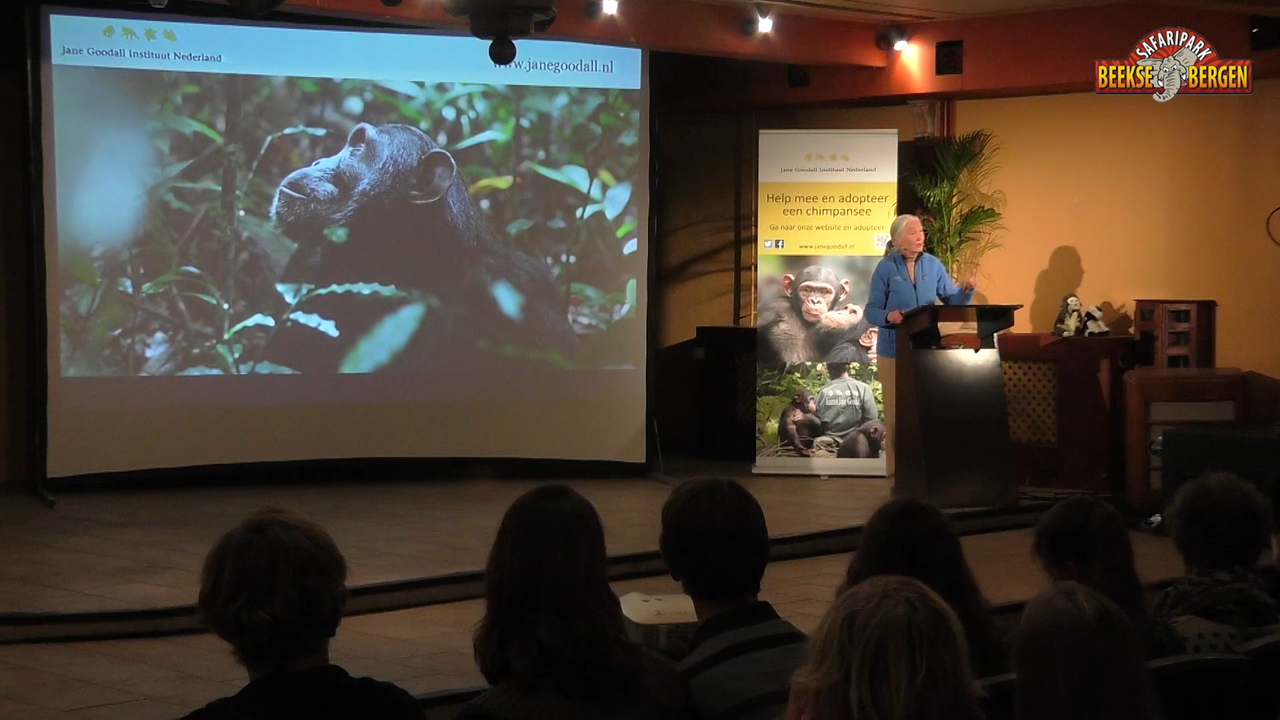 Jane Goodall Instituut Nederland
www.janegoodall.nl
SAFARIPARK
BEEKSE BERGEN
Jane Goodall Instituut Nederland
Help mee en adopteer
een chimpansee
Ga naar onze website en adopteer
www.janegoodall.nl